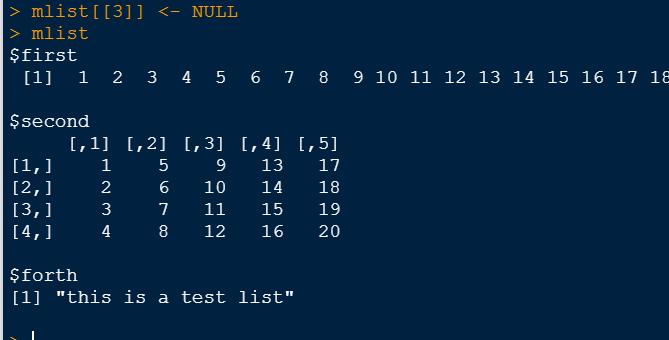 > mlist[[3]] <- NULL
> mlist
$first
 [1]  1  2  3  4  5  6  7  8  9 10 11 12 13 14 15 16 17 18

$second
     [,1] [,2] [,3] [,4] [,5]
[1,]    1    5    9   13   17
[2,]    2    6   10   14   18
[3,]    3    7   11   15   19
[4,]    4    8   12   16   20

$forth
[1] "this is a test list"

>